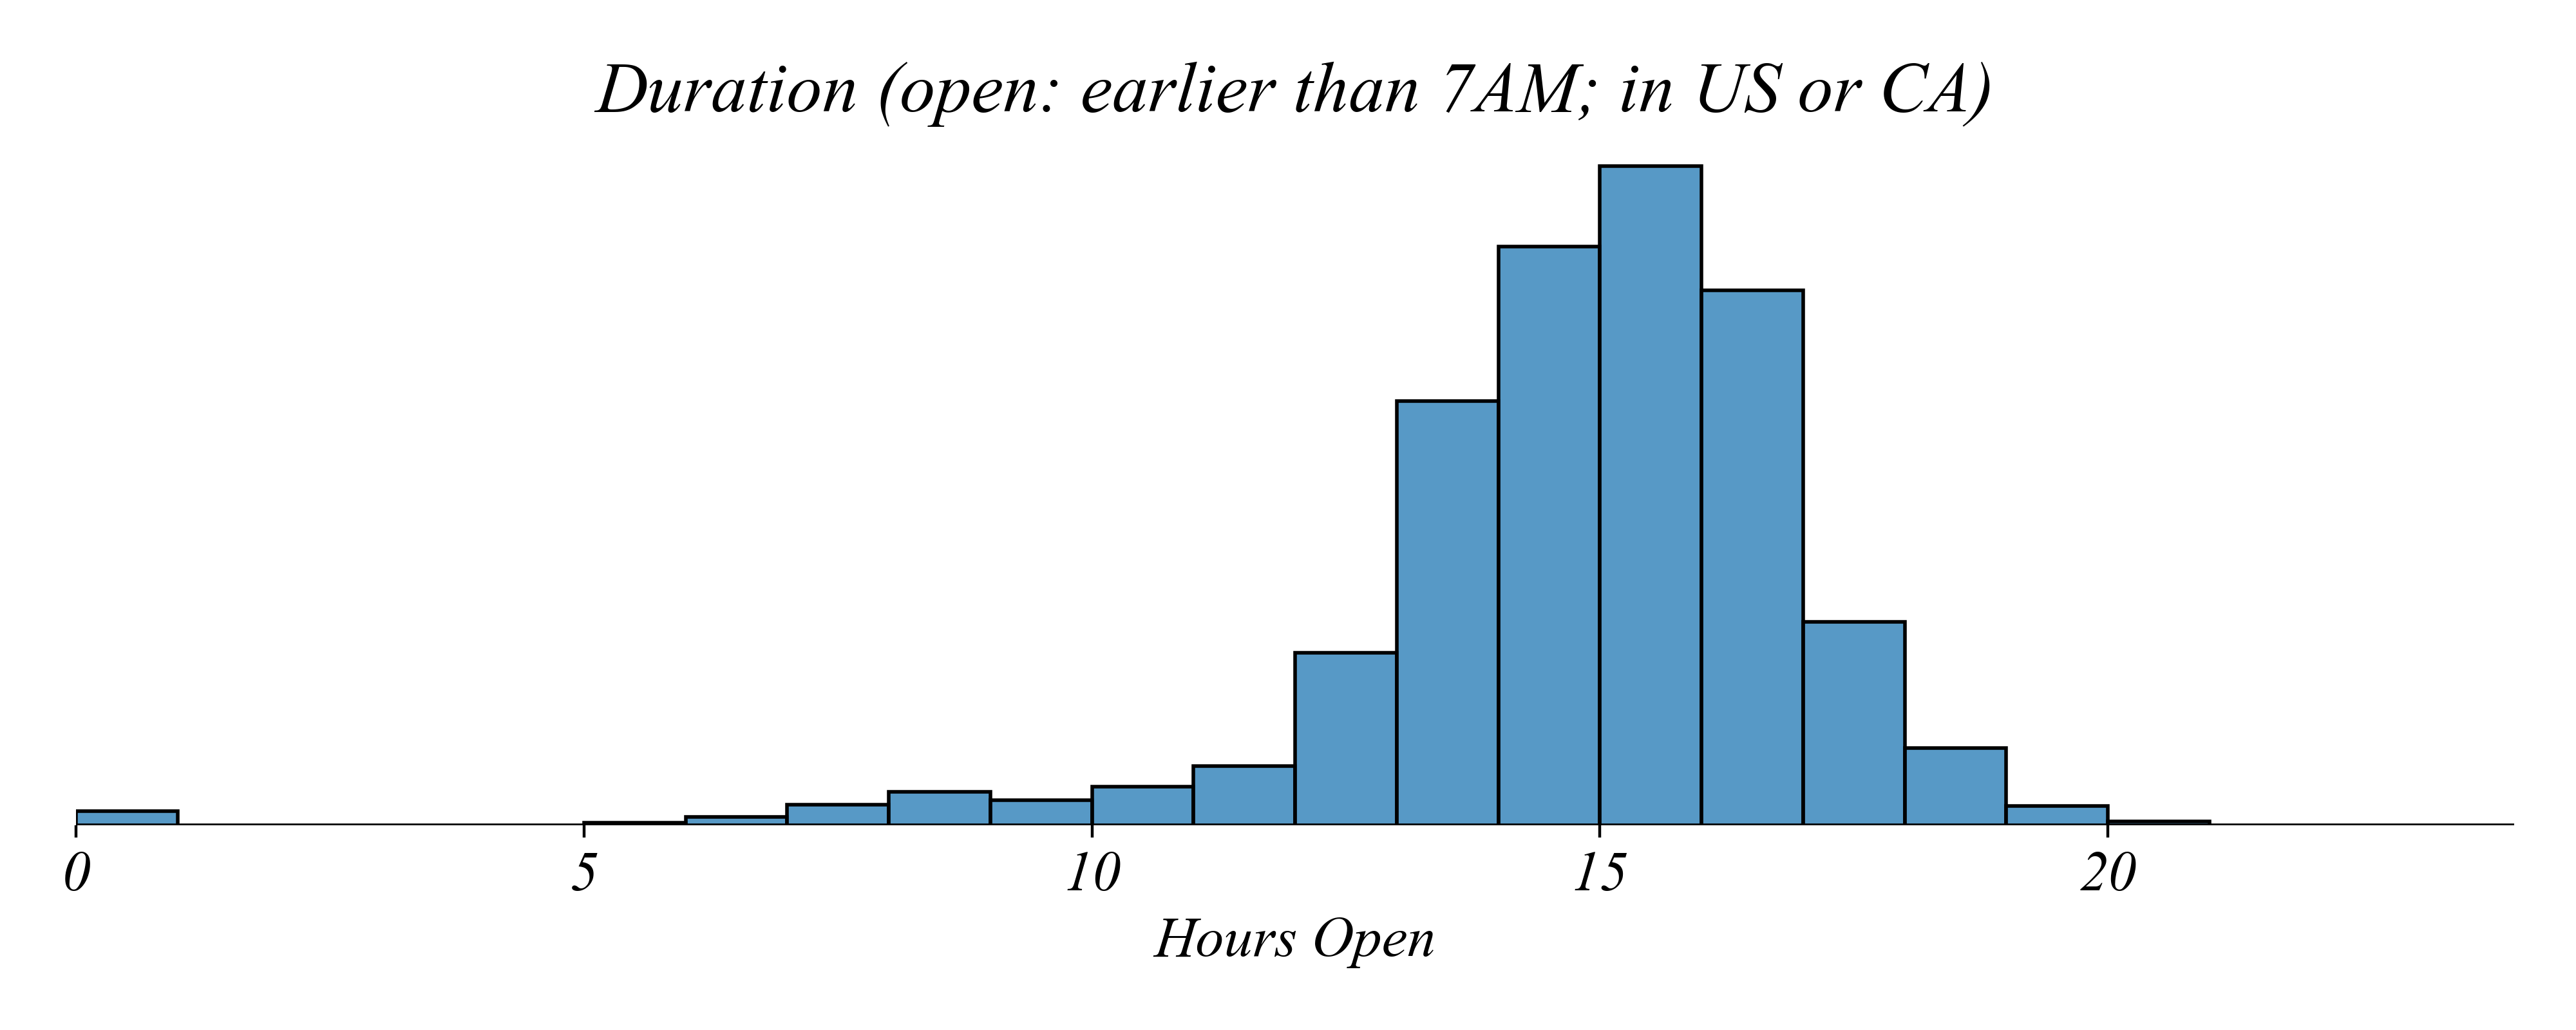 Duration (open: earlier than 7AM; in US or CA)
0 5 10 15 20
Hours Open